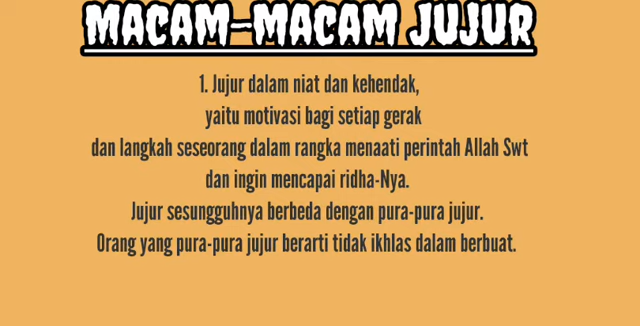 MACAM-MACAM JUJUR
1. Jujur dalam niat dan kehendak,
yaitu motivasi bagi setiap gerak
dan langkah seseorang dalam rangka menaati perintah Allah Swt
dan ingin mencapai ridha-Nya.
Jujur sesungguhnya berbeda dengan pura-pura jujur.
Orang yang pura-pura jujur berarti tidak ikhlas dalam berbuat.